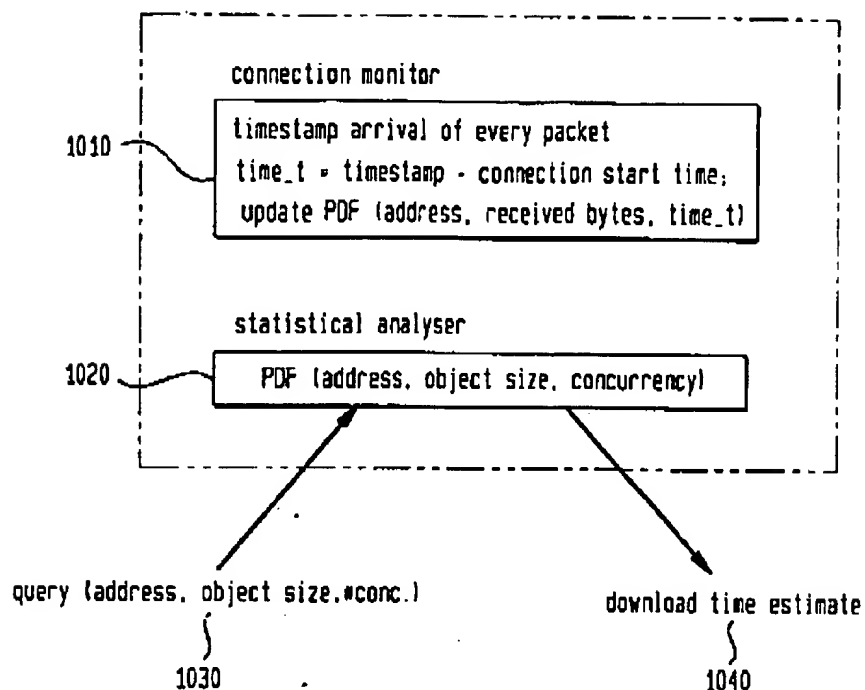 connection monitor
1010
timestamp arrival of every packet
time_t = timestamp - connection start time;
update PDF (address, received bytes, time_t)
statistical analyser
1020
PDF (address, object size, concurrency)
query (address, object size,#conc.)
download time estimate
1030
1040